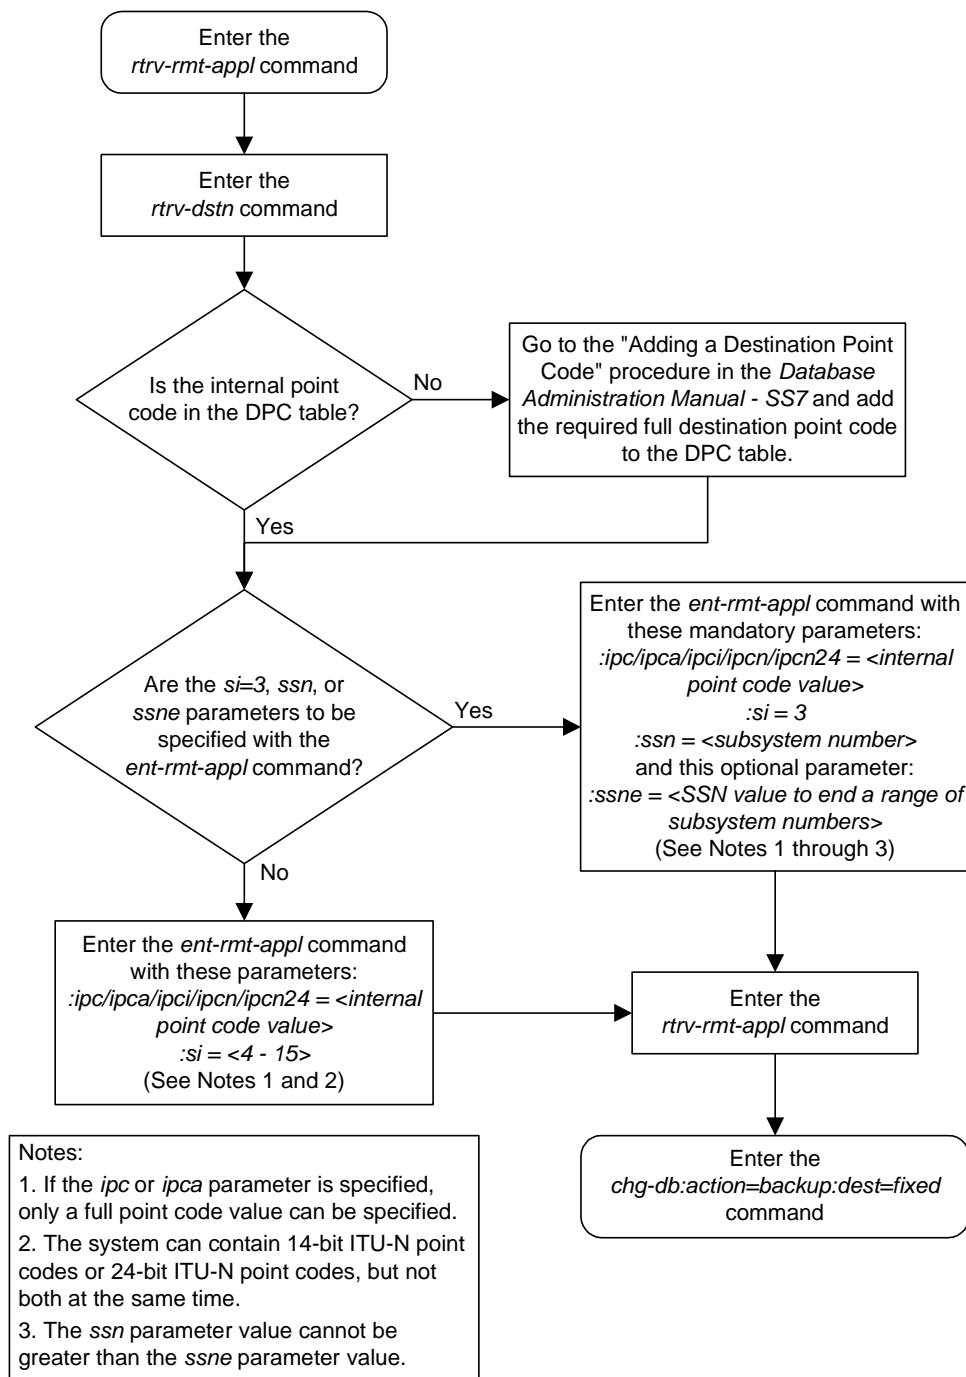 Enter the
rtrv-rmt-appl command
Enter the
rtrv-dstn command
Is the internal point
code in the DPC table?
No
Go to the "Adding a Destination Point
Code" procedure in the Database
Administration Manual - SS7 and add
the required full destination point code
to the DPC table.
Yes
Are the si=3, ssn, or
ssne parameters to be
specified with the
ent-rmt-appl command?
Yes
Enter the ent-rmt-appl command with
these mandatory parameters:
:ipc/ipca/ipci/ipcn/ipcn24 = <internal
point code value>
:si = 3
:ssn = <subsystem number>
and this optional parameter:
:ssne = <SSN value to end a range of
subsystem numbers>
(See Notes 1 through 3)
No
Enter the ent-rmt-appl command
with these parameters:
:ipc/ipca/ipci/ipcn/ipcn24 = <internal
point code value>
:si = <4 - 15>
(See Notes 1 and 2)
Enter the
rtrv-rmt-appl command
Enter the
chg-db:action=backup:dest=fixed
command
Notes:
1. If the ipc or ipca parameter is specified,
only a full point code value can be specified.
2. The system can contain 14-bit ITU-N point
codes or 24-bit ITU-N point codes, but not
both at the same time.
3. The ssn parameter value cannot be
greater than the ssne parameter value.